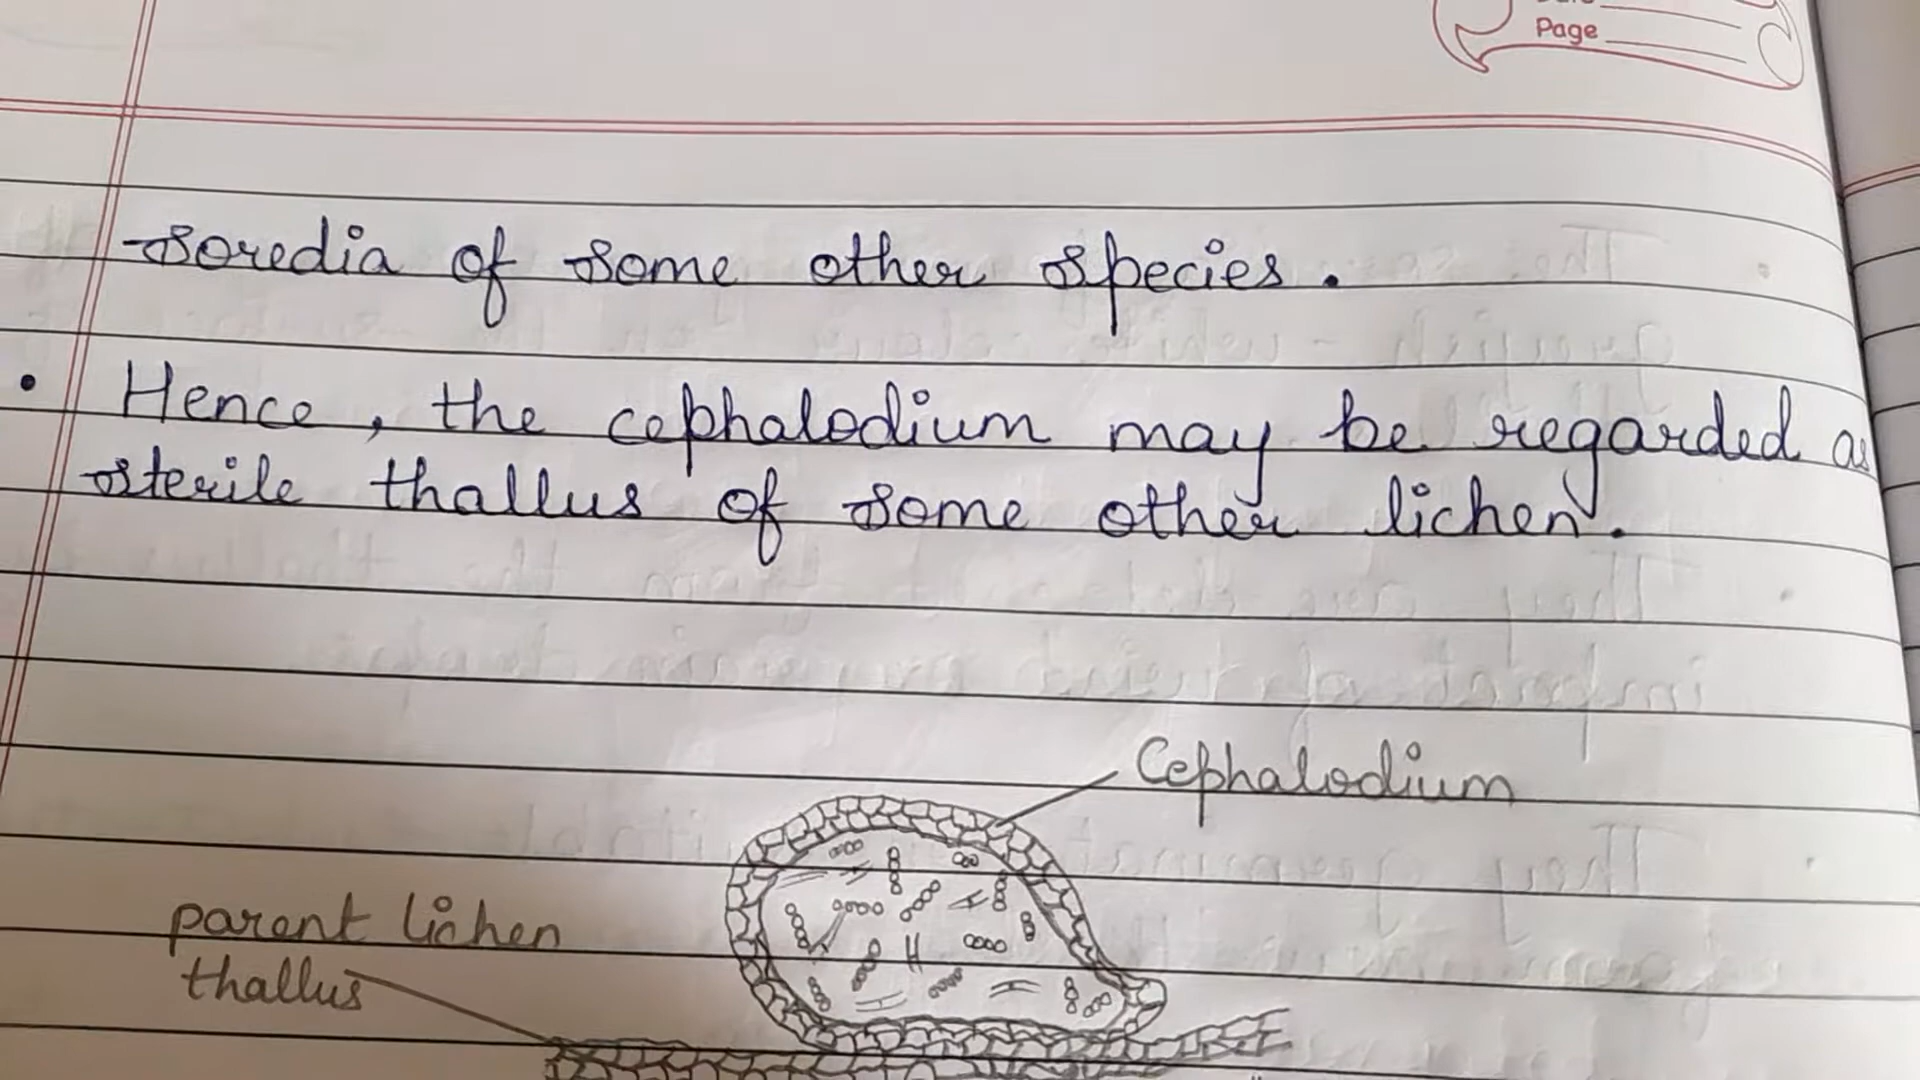 Page
soredia of some other species.
• Hence, the cephalodium may be regarded as
sterile thallus of some other lichen.
Cephalodium
parent lichen
thallus